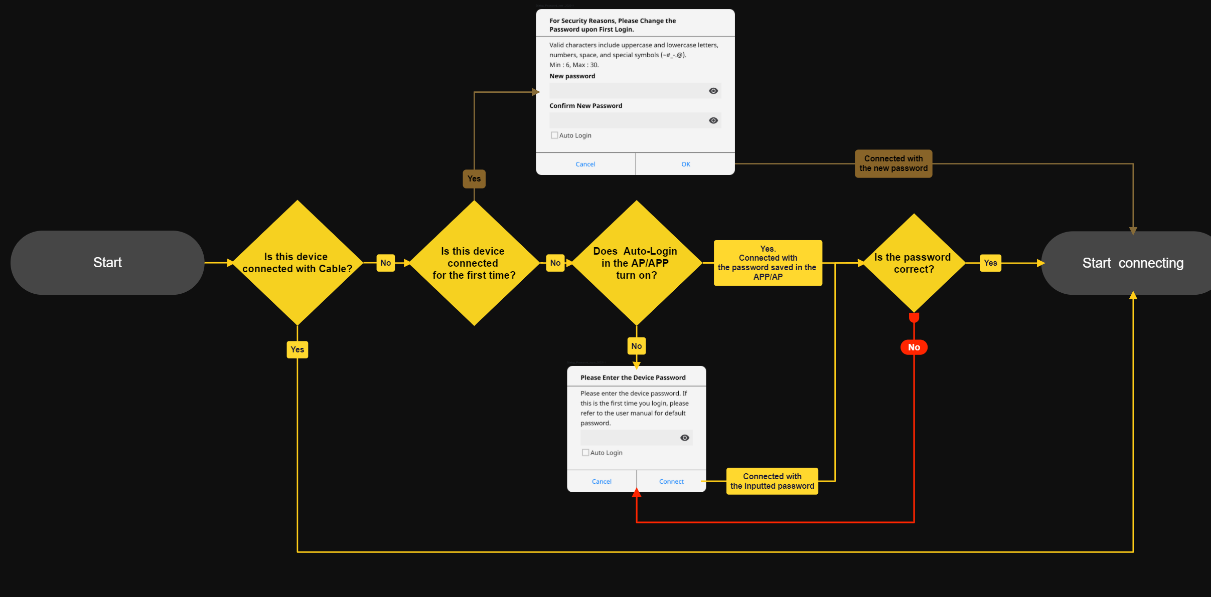 For Security Reasons, Please Change the
Password upon First Login.
Valid characters include uppercase and lowercase letters,
numbers, space, and special symbols (~#_-.@).
Min : 6, Max : 30.
New password
Confirm New Password
Auto Login
Cancel
OK
Connected with
the new password
Yes
Start
Is this device
connected with Cable?
No
Is this device
connected
for the first time?
No
Does Auto-Login
in the AP/APP
turn on?
Yes.
Connected with
the password saved in the
APP/AP
Is the password
correct?
Yes
Start connecting
Yes
No
No
Please Enter the Device Password
Please enter the device password. If
this is the first time you login, please
refer to the user manual for default
password.
Auto Login
Cancel
Connect
Connected with
the inputted password